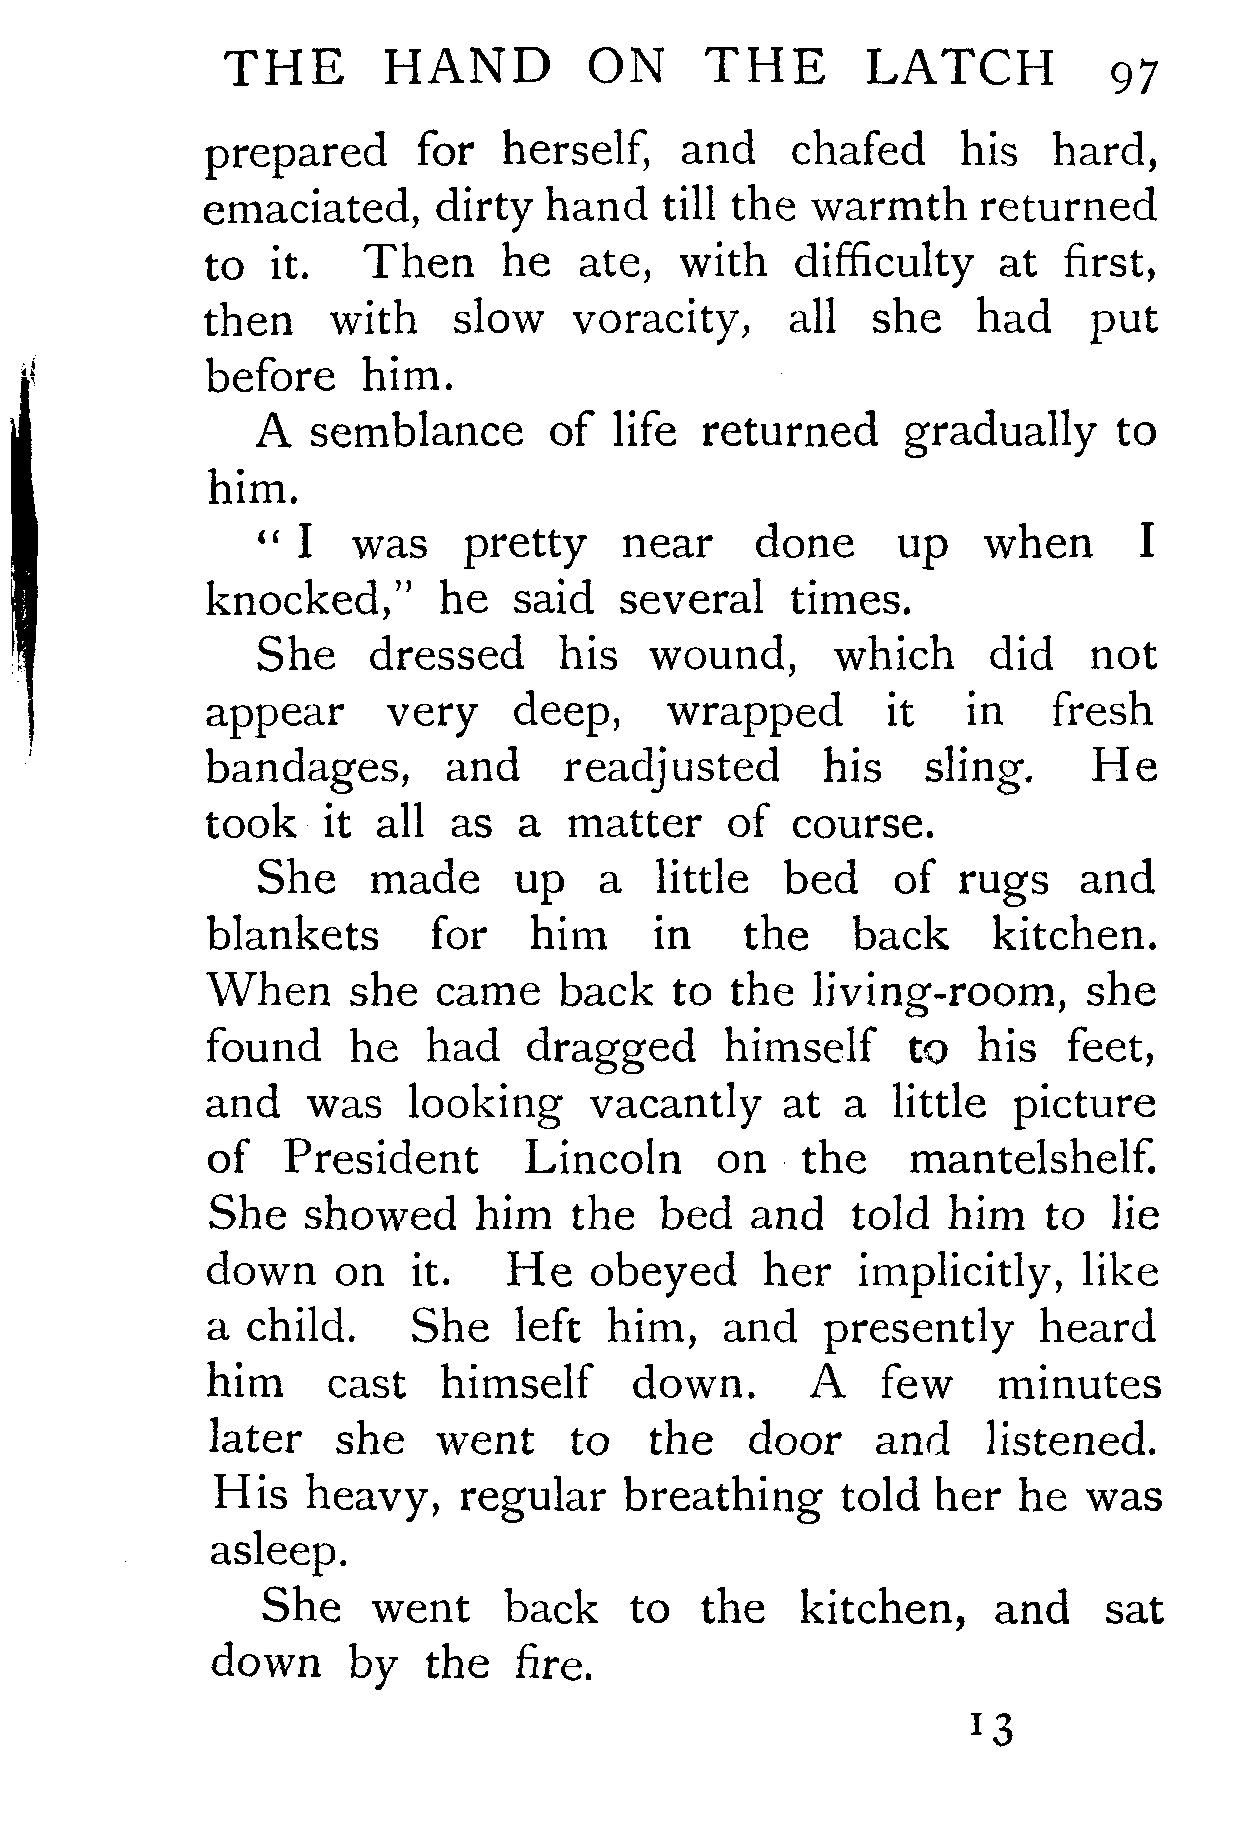 THE HAND ON THE LATCH 97
prepared for herself, and chafed his hard,
emaciated, dirty hand till the warmth returned
to it. Then he ate, with difficulty at first,
then with slow voracity, all she had put
before him.
A semblance of life returned gradually to
him.
“ I was pretty near done up when I
knocked,” he said several times.
She dressed his wound, which did not
appear very deep, wrapped it in fresh
bandages, and readjusted his sling. He
took it all as a matter of course.
She made up a little bed of rugs and
blankets for him in the back kitchen.
When she came back to the living-room, she
found he had dragged himself to his feet,
and was looking vacantly at a little picture
of President Lincoln on the mantelshelf.
She showed him the bed and told him to lie
down on it. He obeyed her implicitly, like
a child. She left him, and presently heard
him cast himself down. A few minutes
later she went to the door and listened.
His heavy, regular breathing told her he was
asleep.
She went back to the kitchen, and sat
down by the fire.
13